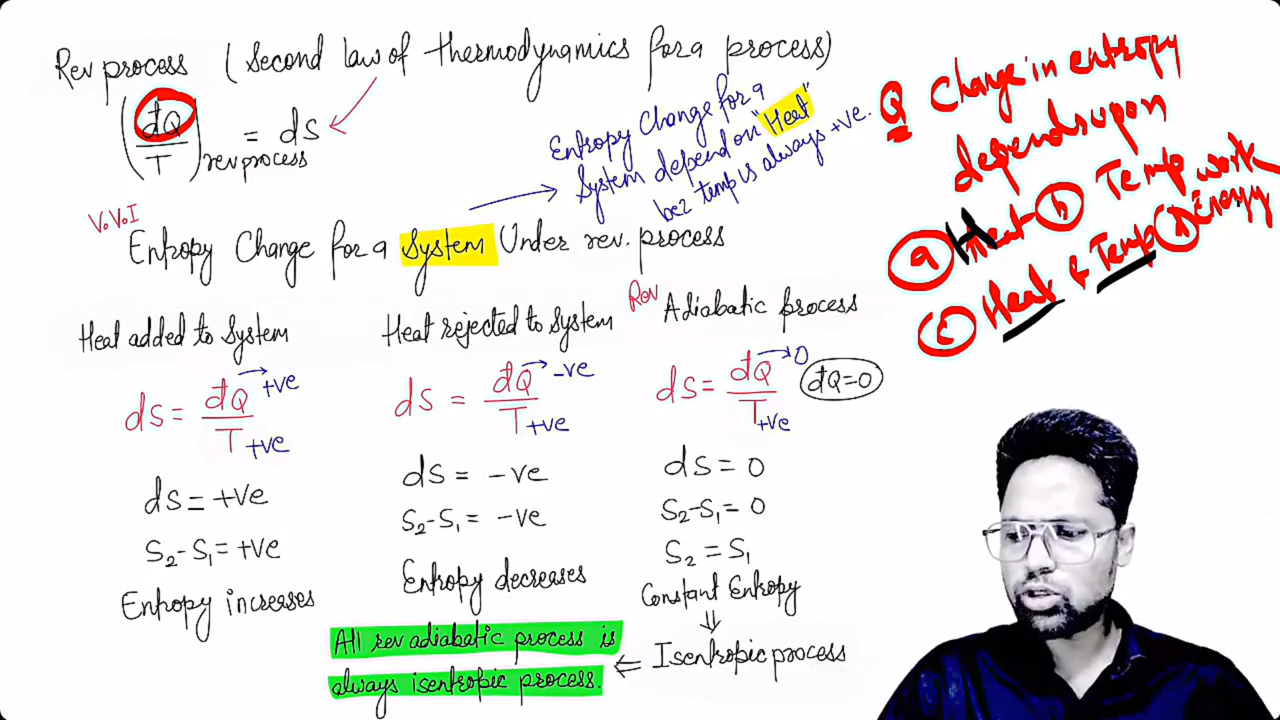 Rev process (Second law of thermodynamics for a process)
(đQ/T)rev process = ds
Entropy Change for a
System depend on "Heat"
bcz temp is always +ve.
V.V.I
Entropy Change for a System Under rev. process
Heat added to System
ds = đQ/T → +ve
+ve
ds = +ve
S₂-S₁ = +ve
Entropy increases
Heat rejected to System
ds = đQ/T → -ve
+ve
ds = -ve
S₂-S₁ = -ve
Entropy decreases
Rev Adiabatic process
ds = đQ/T → 0
+ve
đQ=0
ds = 0
S₂-S₁ = 0
S₂ = S₁
Constant Entropy
⇓
Isentropic process
⇐
All rev adiabatic process is
always isentropic process.
Q Change in entropy
depends upon
(a) Heat (b) Temp
(c) Heat & Temp
work
Energy